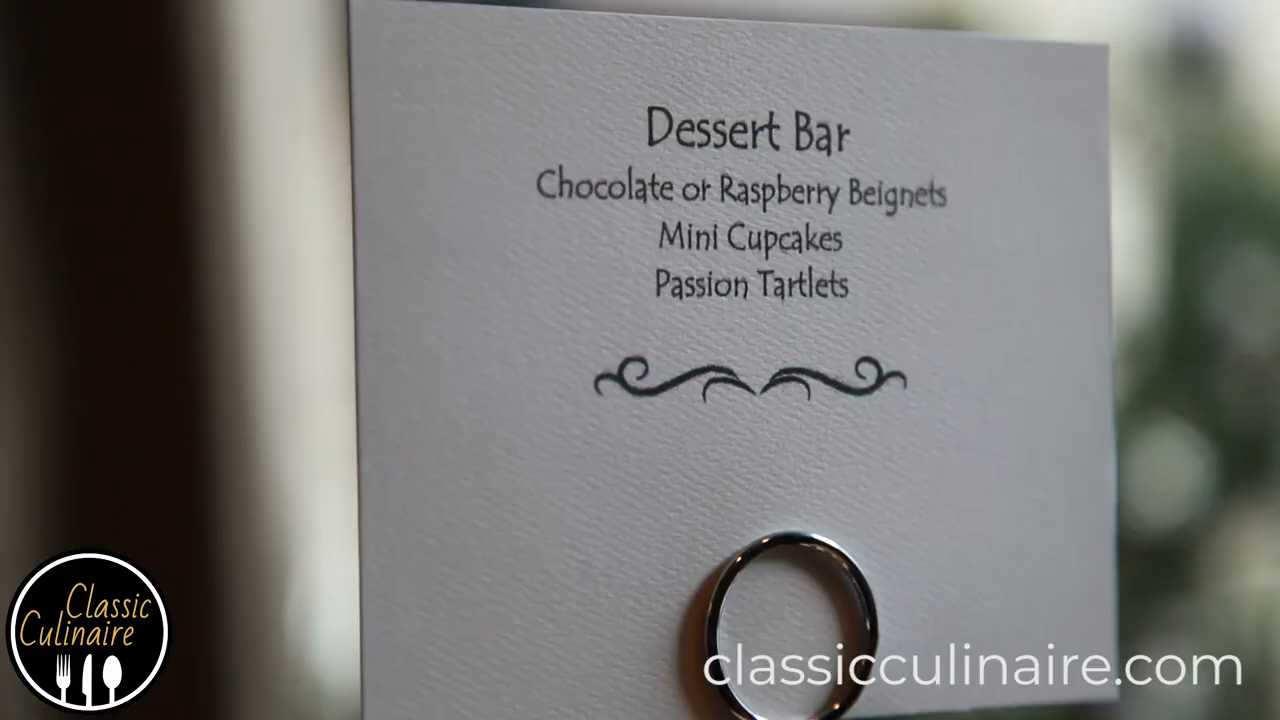 Dessert Bar
Chocolate or Raspberry Beignets
Mini Cupcakes
Passion Tartlets
Classic
Culinaire
classicculinaire.com